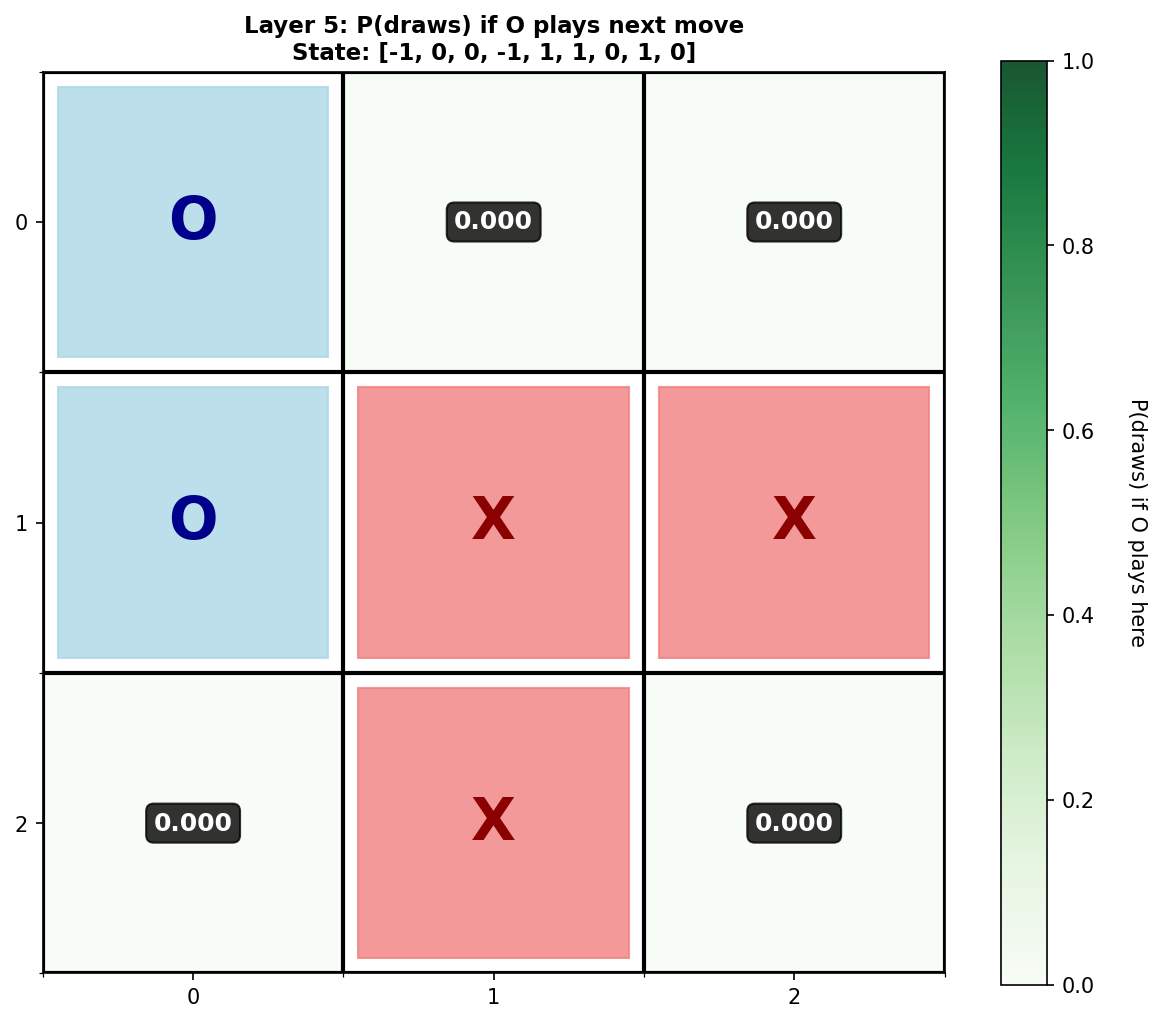 Layer 5: P(draws) if O plays next move
State: [-1, 0, 0, -1, 1, 1, 0, 1, 0]
0
O
0.000
0.000
1
O
X
X
2
0.000
X
0.000
0
1
2
1.0
0.8
0.6
0.4
0.2
0.0
P(draws) if O plays here